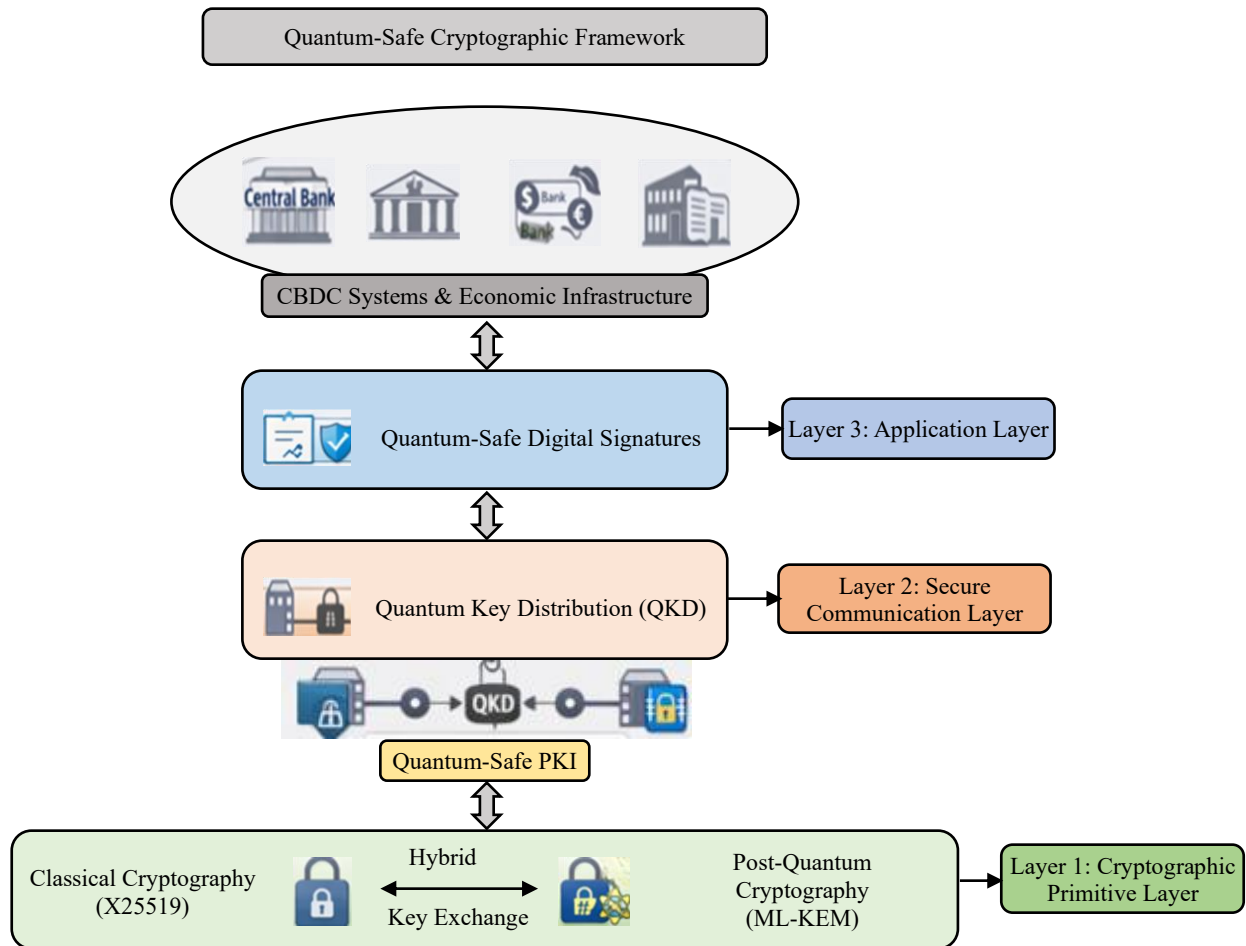 Quantum-Safe Cryptographic Framework
Central Bank
Bank
Bank
CBDC Systems & Economic Infrastructure
Quantum-Safe Digital Signatures
Layer 3: Application Layer
Quantum Key Distribution (QKD)
Layer 2: Secure
Communication Layer
QKD
Quantum-Safe PKI
Classical Cryptography
(X25519)
Hybrid
Key Exchange
Post-Quantum
Cryptography
(ML-KEM)
Layer 1: Cryptographic
Primitive Layer